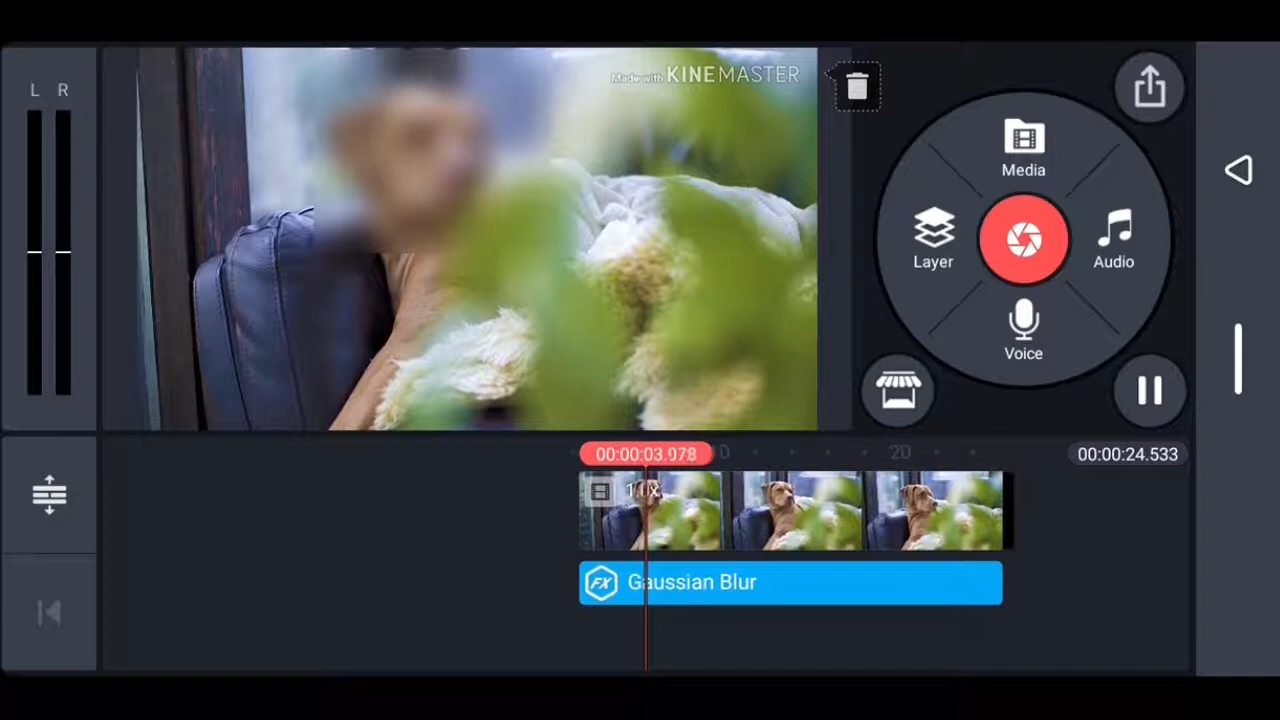 L R
Made with KINEMASTER
Media
Layer
Audio
Voice
00:00:03.978
20
00:00:24.533
1.0x
FX Gaussian Blur